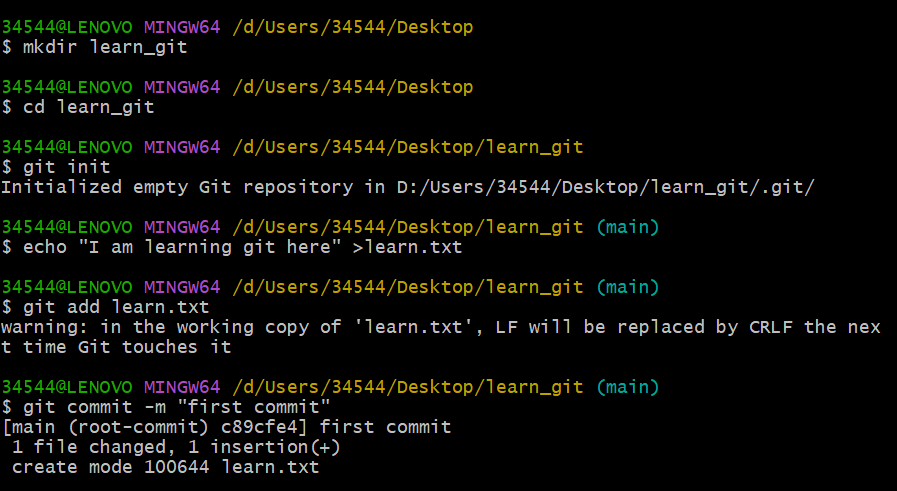 34544@LENOVO MINGW64 /d/Users/34544/Desktop
$ mkdir learn_git
34544@LENOVO MINGW64 /d/Users/34544/Desktop
$ cd learn_git
34544@LENOVO MINGW64 /d/Users/34544/Desktop/learn_git
$ git init
Initialized empty Git repository in D:/Users/34544/Desktop/learn_git/.git/
34544@LENOVO MINGW64 /d/Users/34544/Desktop/learn_git (main)
$ echo "I am learning git here" >learn.txt
34544@LENOVO MINGW64 /d/Users/34544/Desktop/learn_git (main)
$ git add learn.txt
warning: in the working copy of 'learn.txt', LF will be replaced by CRLF the nex
t time Git touches it
34544@LENOVO MINGW64 /d/Users/34544/Desktop/learn_git (main)
$ git commit -m "first commit"
[main (root-commit) c89cfe4] first commit
 1 file changed, 1 insertion(+)
 create mode 100644 learn.txt